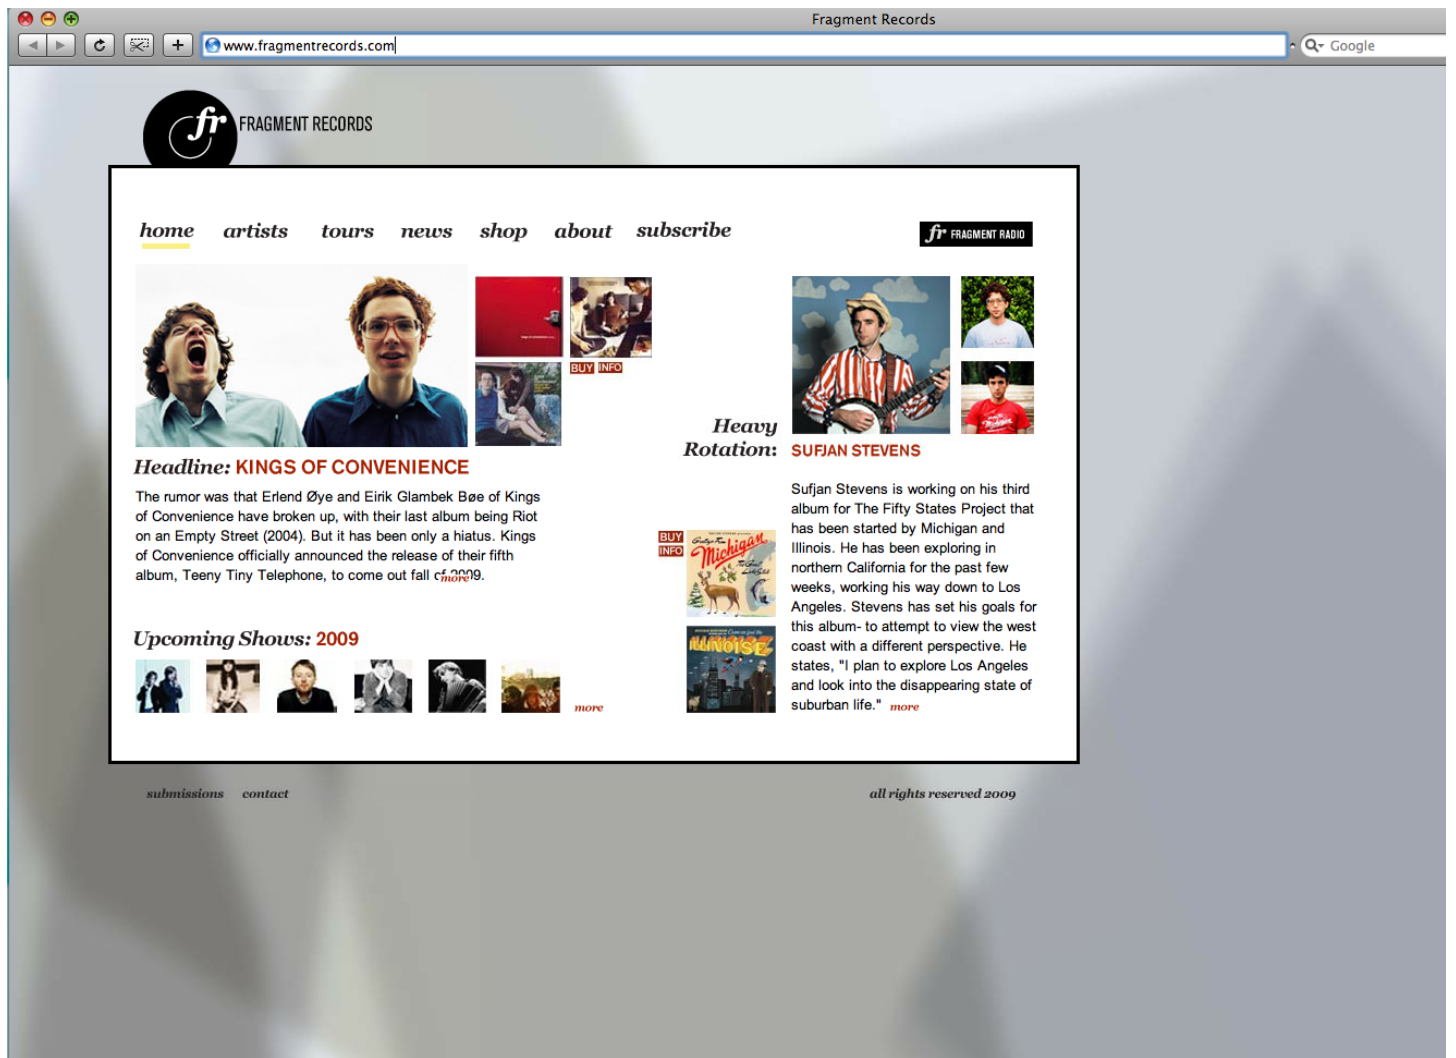 Fragment Records
www.fragmentrecords.com
Google
fr FRAGMENT RECORDS
home artists tours news shop about subscribe
fr FRAGMENT RADIO
BUY INFO
Headline: KINGS OF CONVENIENCE
The rumor was that Erlend Øye and Eirik Glambek Bøe of Kings
of Convenience have broken up, with their last album being Riot
on an Empty Street (2004). But it has been only a hiatus. Kings
of Convenience officially announced the release of their fifth
album, Teeny Tiny Telephone, to come out fall of 2009.
more
Upcoming Shows: 2009
more
Heavy
Rotation: SUFJAN STEVENS
BUY
INFO
Greetings From
Michigan
ILLINOISE
Sufjan Stevens is working on his third
album for The Fifty States Project that
has been started by Michigan and
Illinois. He has been exploring in
northern California for the past few
weeks, working his way down to Los
Angeles. Stevens has set his goals for
this album- to attempt to view the west
coast with a different perspective. He
states, "I plan to explore Los Angeles
and look into the disappearing state of
suburban life." more
submissions contact
all rights reserved 2009